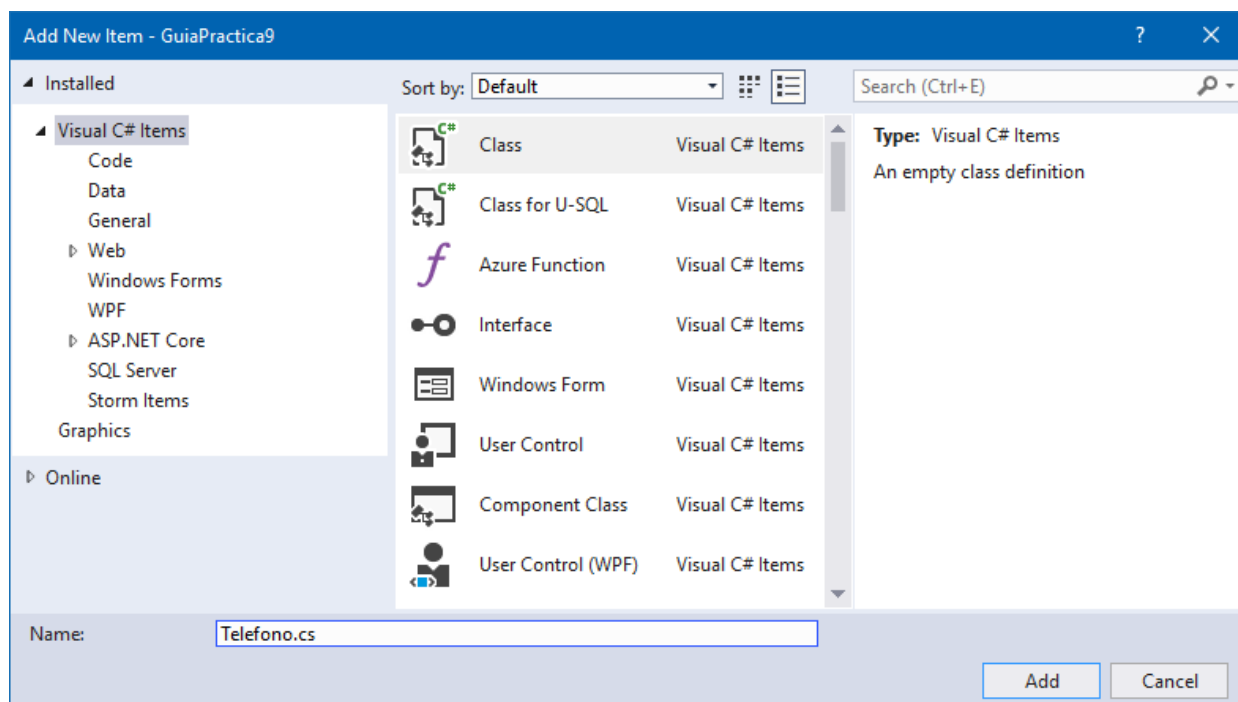 Add New Item - GuiaPractica9
?
Installed
Sort by: Default
Search (Ctrl+E)
Visual C# Items
Code
Data
General
Web
Windows Forms
WPF
ASP.NET Core
SQL Server
Storm Items
Graphics
Online
C# Class Visual C# Items
C# Class for U-SQL Visual C# Items
Azure Function Visual C# Items
Interface Visual C# Items
Windows Form Visual C# Items
User Control Visual C# Items
Component Class Visual C# Items
User Control (WPF) Visual C# Items
Type: Visual C# Items
An empty class definition
Name: Telefono.cs
Add Cancel